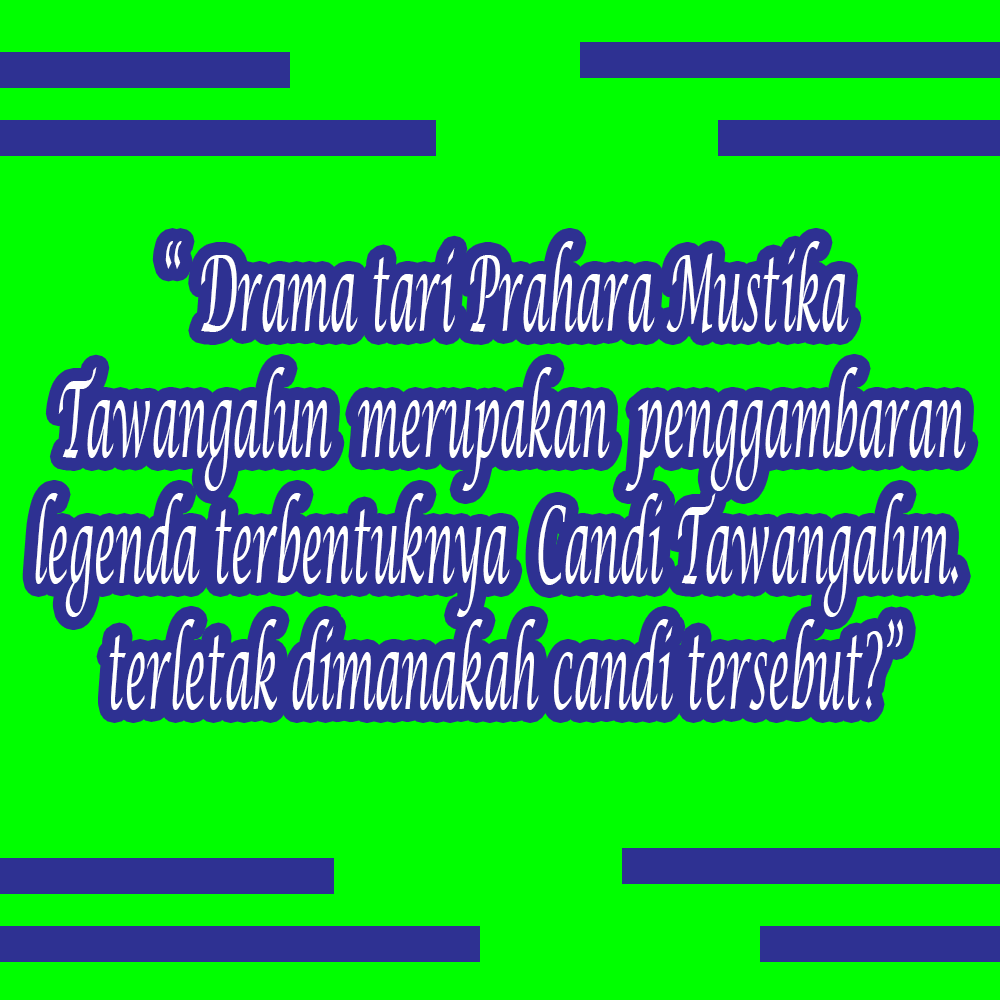 “ Drama tari Prahara Mustika
Tawangalun merupakan penggambaran
legenda terbentuknya Candi Tawangalun.
terletak dimanakah candi tersebut?”